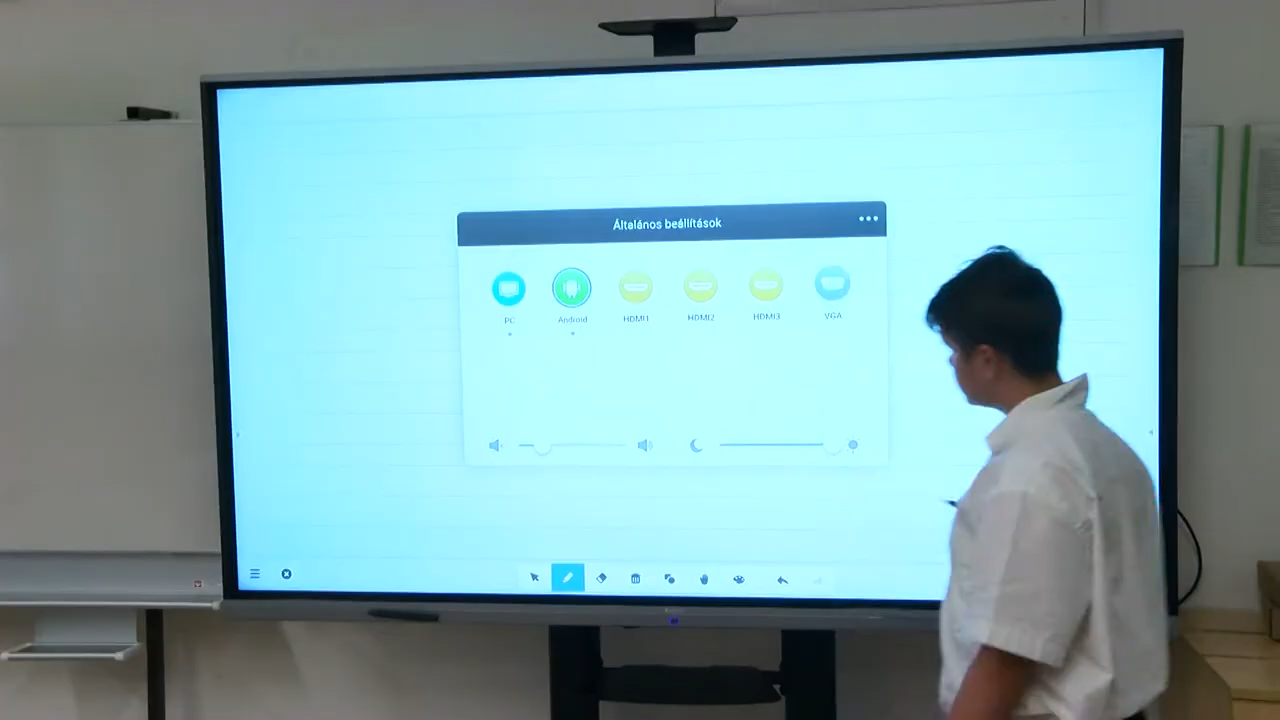 Általános beállítások
PC
Android
HDMI1
HDMI2
HDMI3
VGA